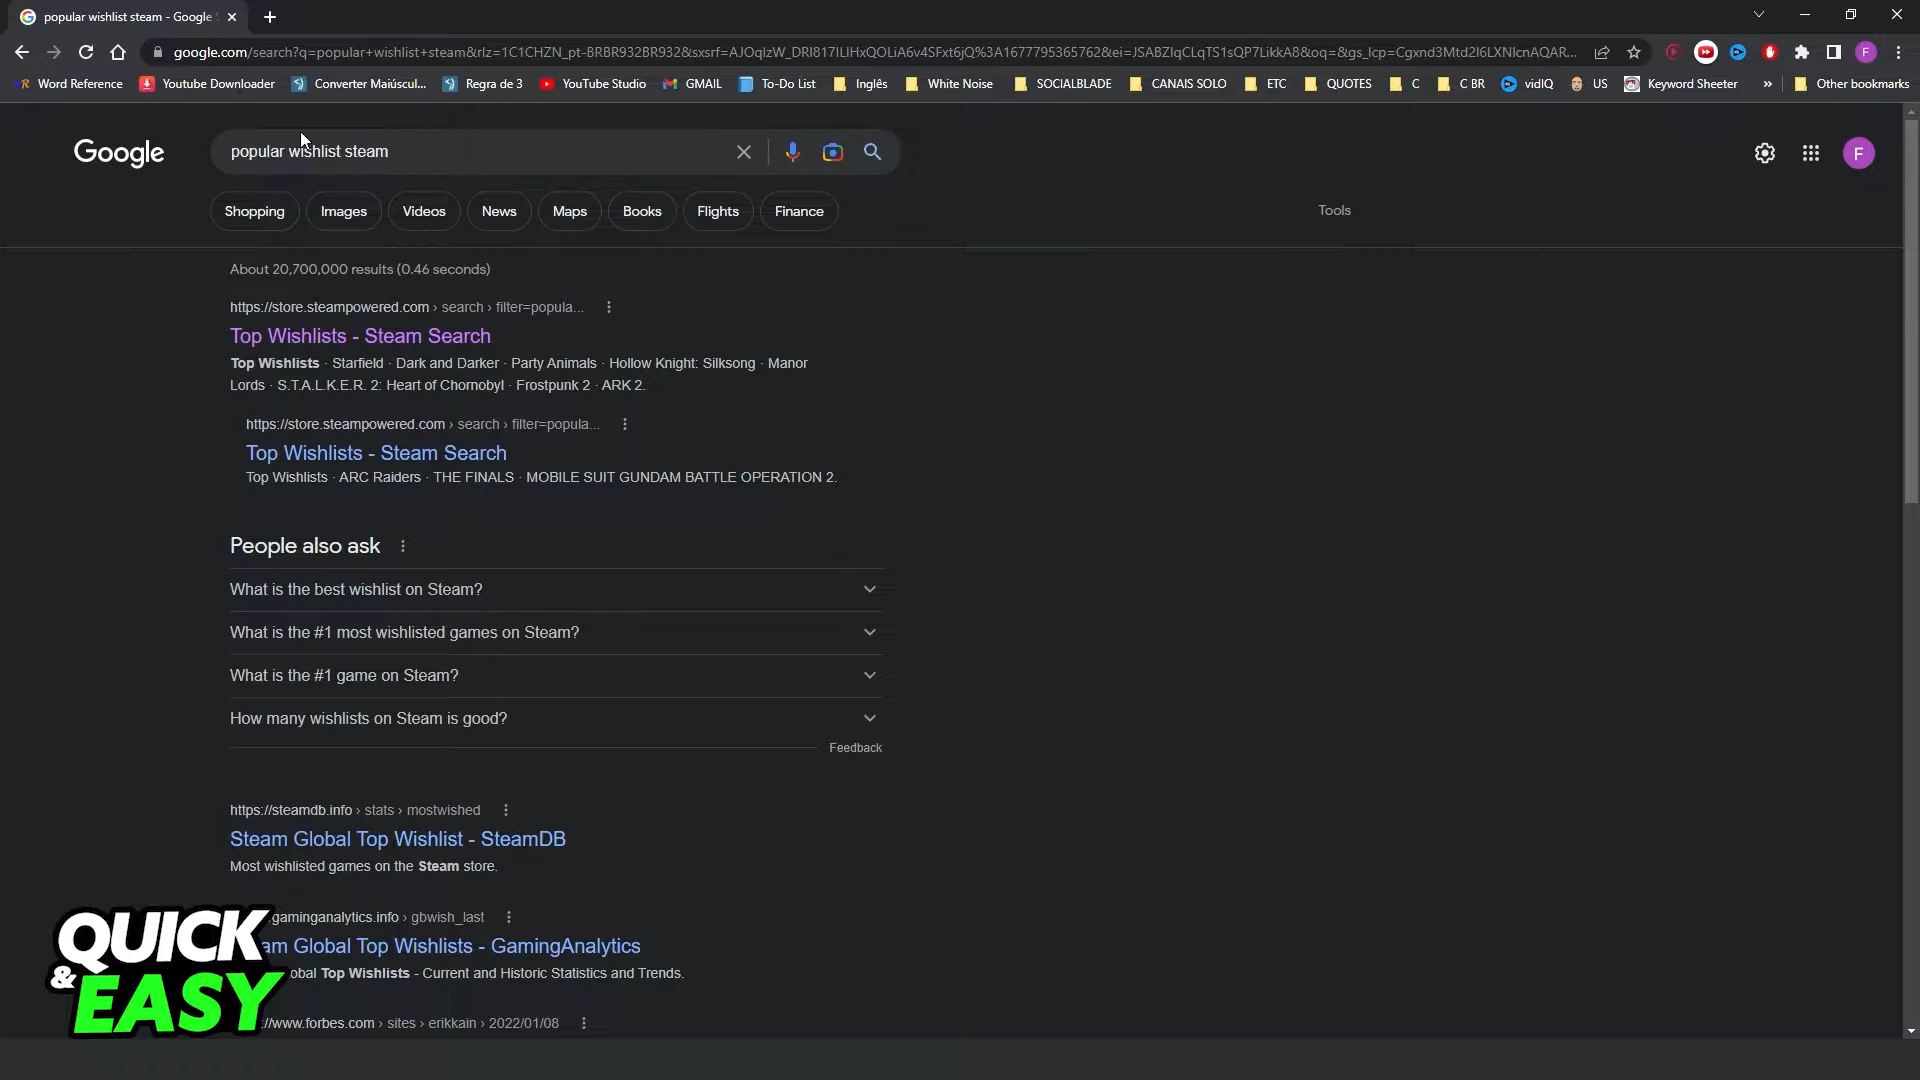 popular wishlist steam - Google S
google.com/search?q=popular+wishlist+steam&rlz=1C1CHZN_pt-BRBR932BR932&sxsrf=AJOqlzW_DRl817ILIHxQOLiA6v4SFxt6jQ%3A1677795365762&ei=JSABZIqCLqTS1sQP7LikkA8&oq=&gs_lcp=Cgxnd3Mtd2l6LXNlcnAQAR...
Word Reference Youtube Downloader Converter Maiúscul... Regra de 3 YouTube Studio GMAIL To-Do List Inglês White Noise SOCIALBLADE CANAIS SOLO ETC QUOTES C C BR vidIQ US Keyword Sheeter » Other bookmarks
Google popular wishlist steam F
Shopping Images Videos News Maps Books Flights Finance Tools
About 20,700,000 results (0.46 seconds)
https://store.steampowered.com › search › filter=popula...
Top Wishlists - Steam Search
Top Wishlists · Starfield · Dark and Darker · Party Animals · Hollow Knight: Silksong · Manor
Lords · S.T.A.L.K.E.R. 2: Heart of Chornobyl · Frostpunk 2 · ARK 2.
https://store.steampowered.com › search › filter=popula...
Top Wishlists - Steam Search
Top Wishlists · ARC Raiders · THE FINALS · MOBILE SUIT GUNDAM BATTLE OPERATION 2.
People also ask
What is the best wishlist on Steam?
What is the #1 most wishlisted games on Steam?
What is the #1 game on Steam?
How many wishlists on Steam is good?
Feedback
https://steamdb.info › stats › mostwished
Steam Global Top Wishlist - SteamDB
Most wishlisted games on the Steam store.
gaminganalytics.info › gbwish_last
am Global Top Wishlists - GamingAnalytics
obal Top Wishlists - Current and Historic Statistics and Trends.
://www.forbes.com › sites › erikkain › 2022/01/08
QUICK
& EASY